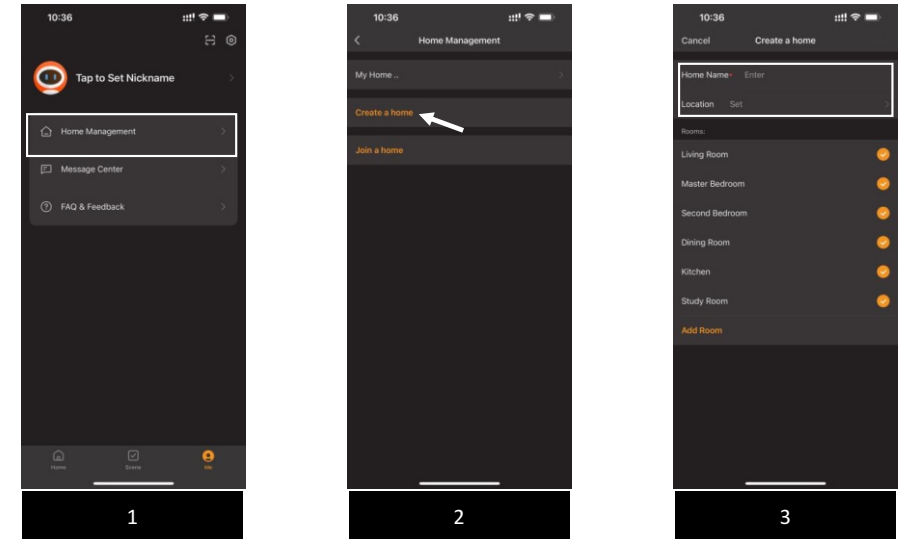 10:36
Tap to Set Nickname
Home Management
Message Center
FAQ & Feedback
Home
Scene
Me
1
10:36
Home Management
My Home ..
Create a home
Join a home
2
10:36
Cancel
Create a home
Home Name* Enter
Location Set
Rooms:
Living Room
Master Bedroom
Second Bedroom
Dining Room
Kitchen
Study Room
Add Room
3